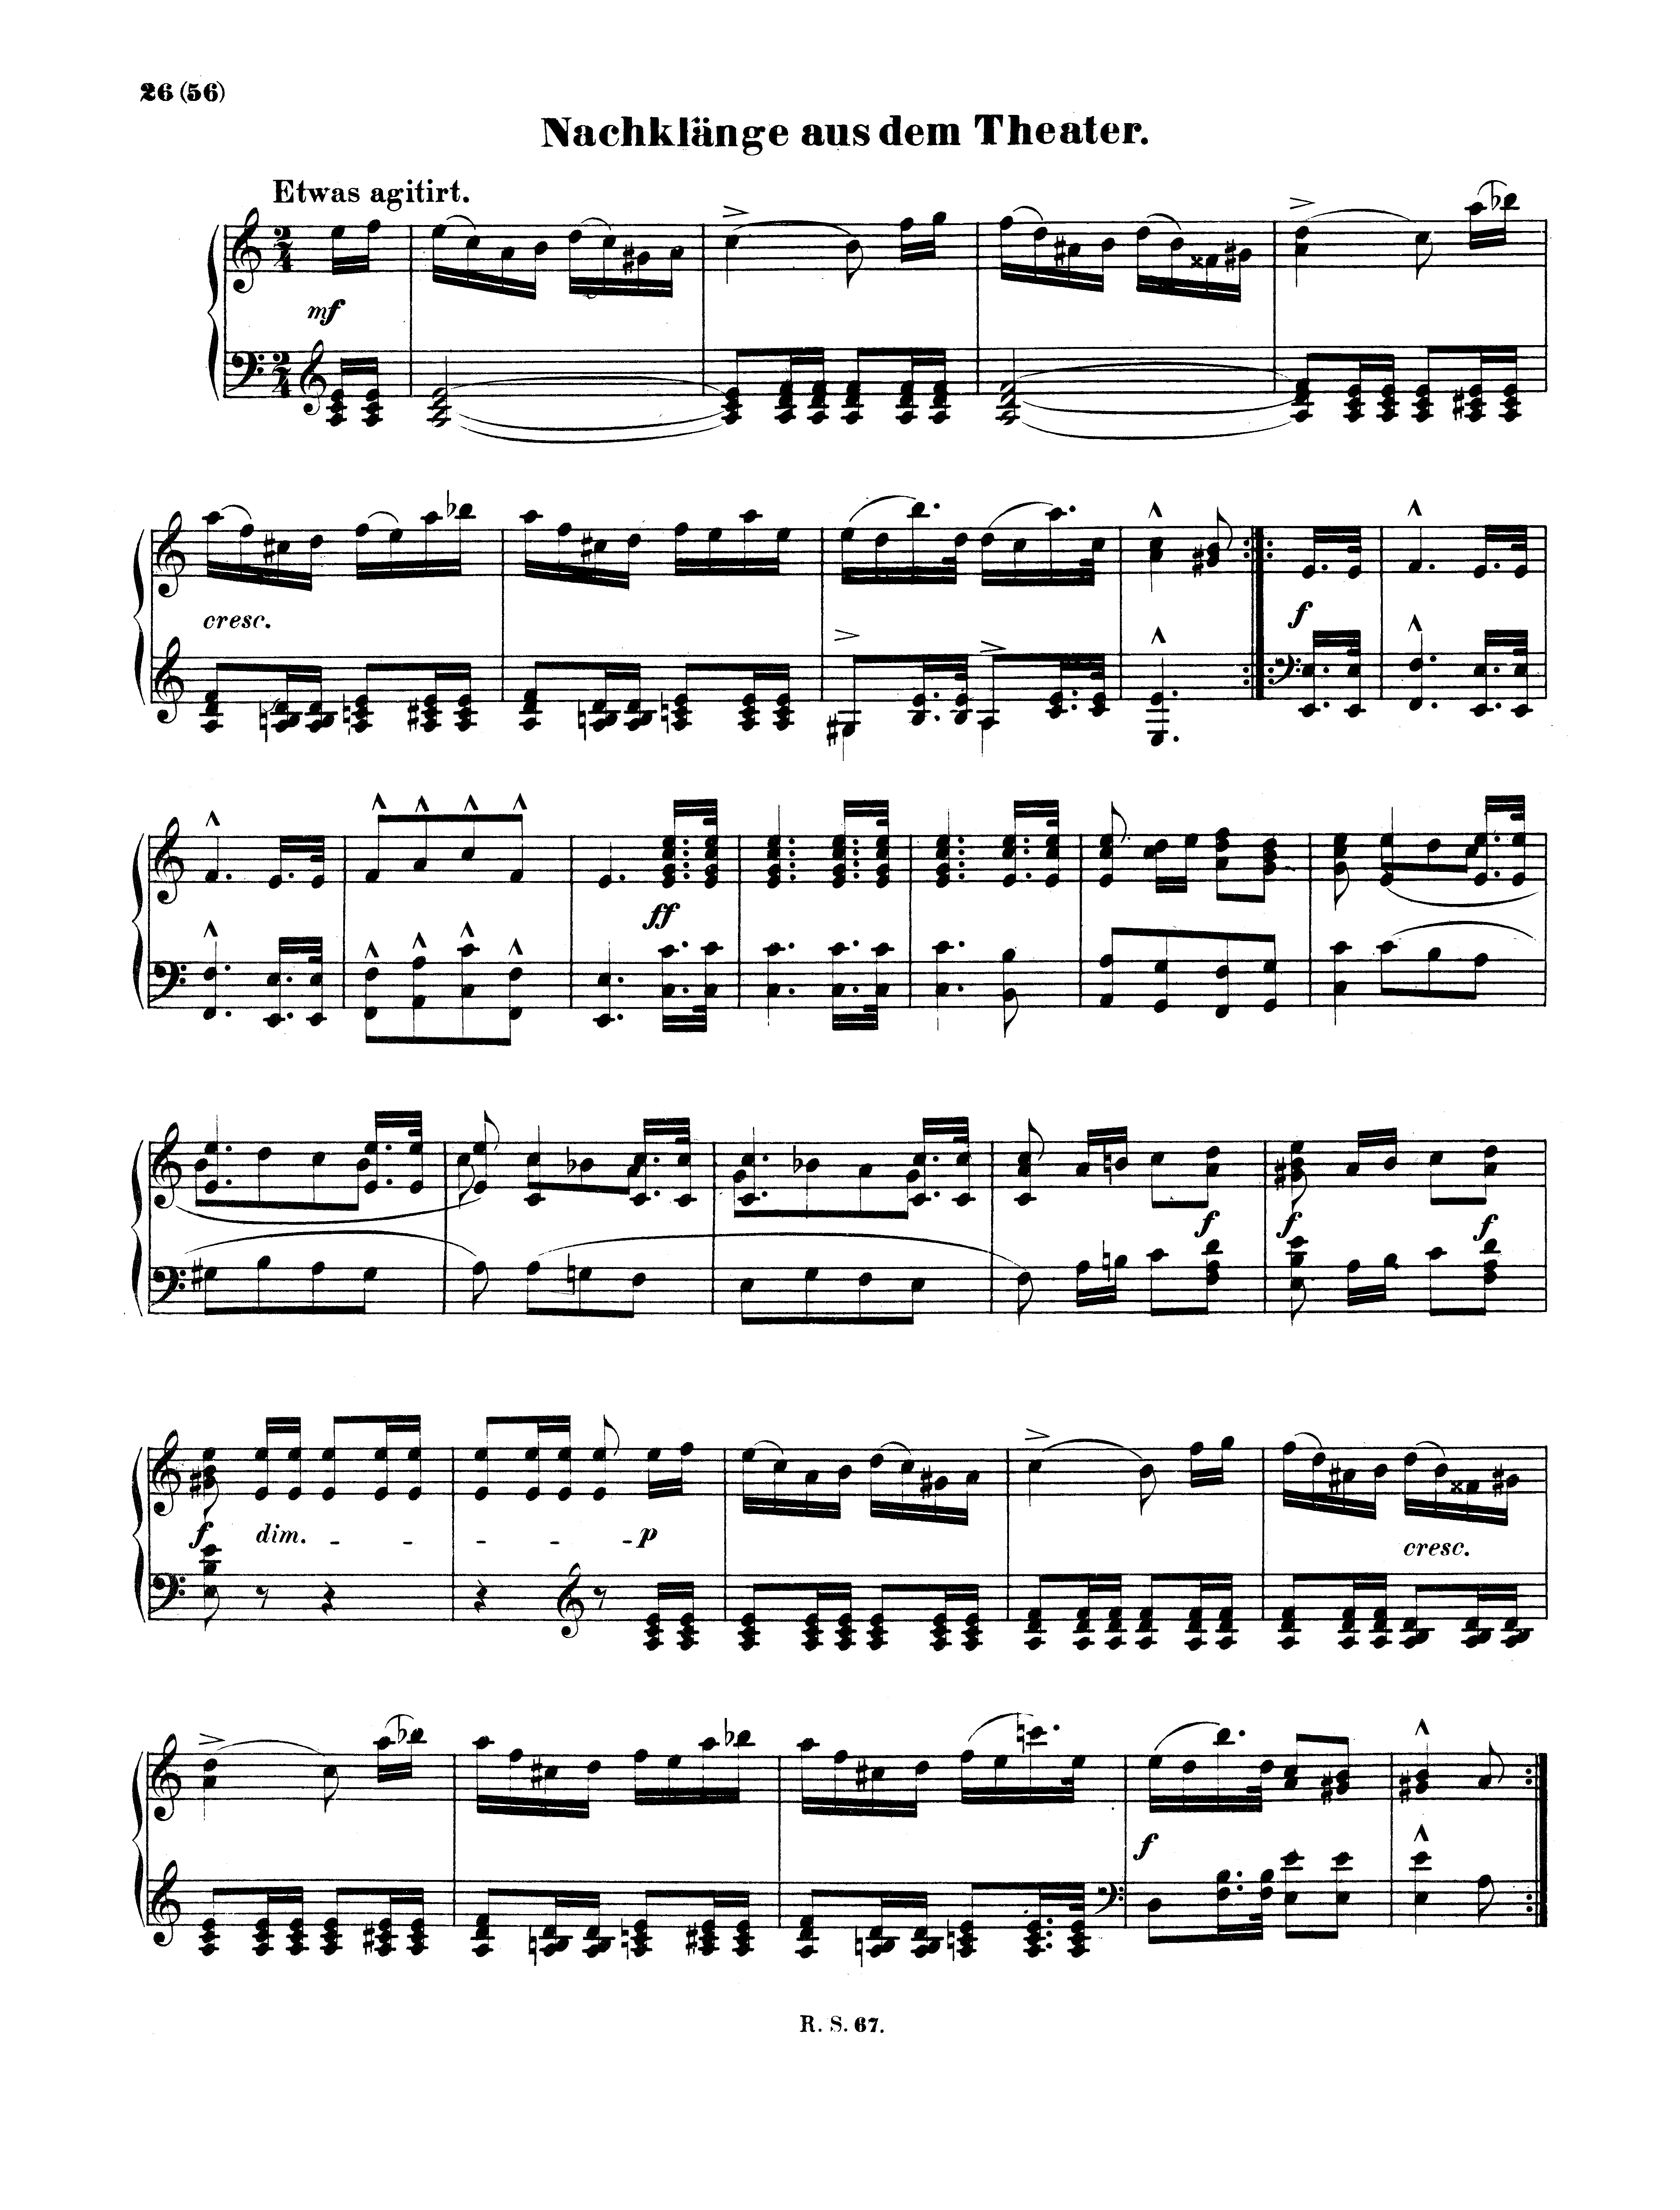 26 (56)
Nachklänge aus dem Theater.
Etwas agitirt.
mf
cresc.
f
ff
f
f
f
f
dim.
p
cresc.
f
R. S. 67.